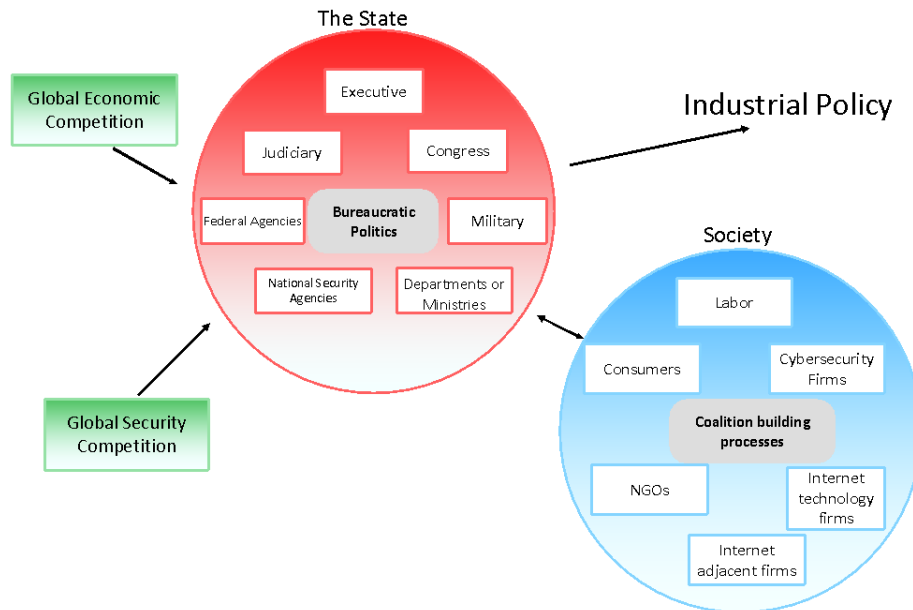 The State
Global Economic
Competition
Executive
Industrial Policy
Judiciary
Congress
Federal Agencies
Bureaucratic
Politics
Military
Society
National Security
Agencies
Departments or
Ministries
Labor
Consumers
Cybersecurity
Firms
Global Security
Competition
Coalition building
processes
NGOs
Internet
technology
firms
Internet
adjacent firms